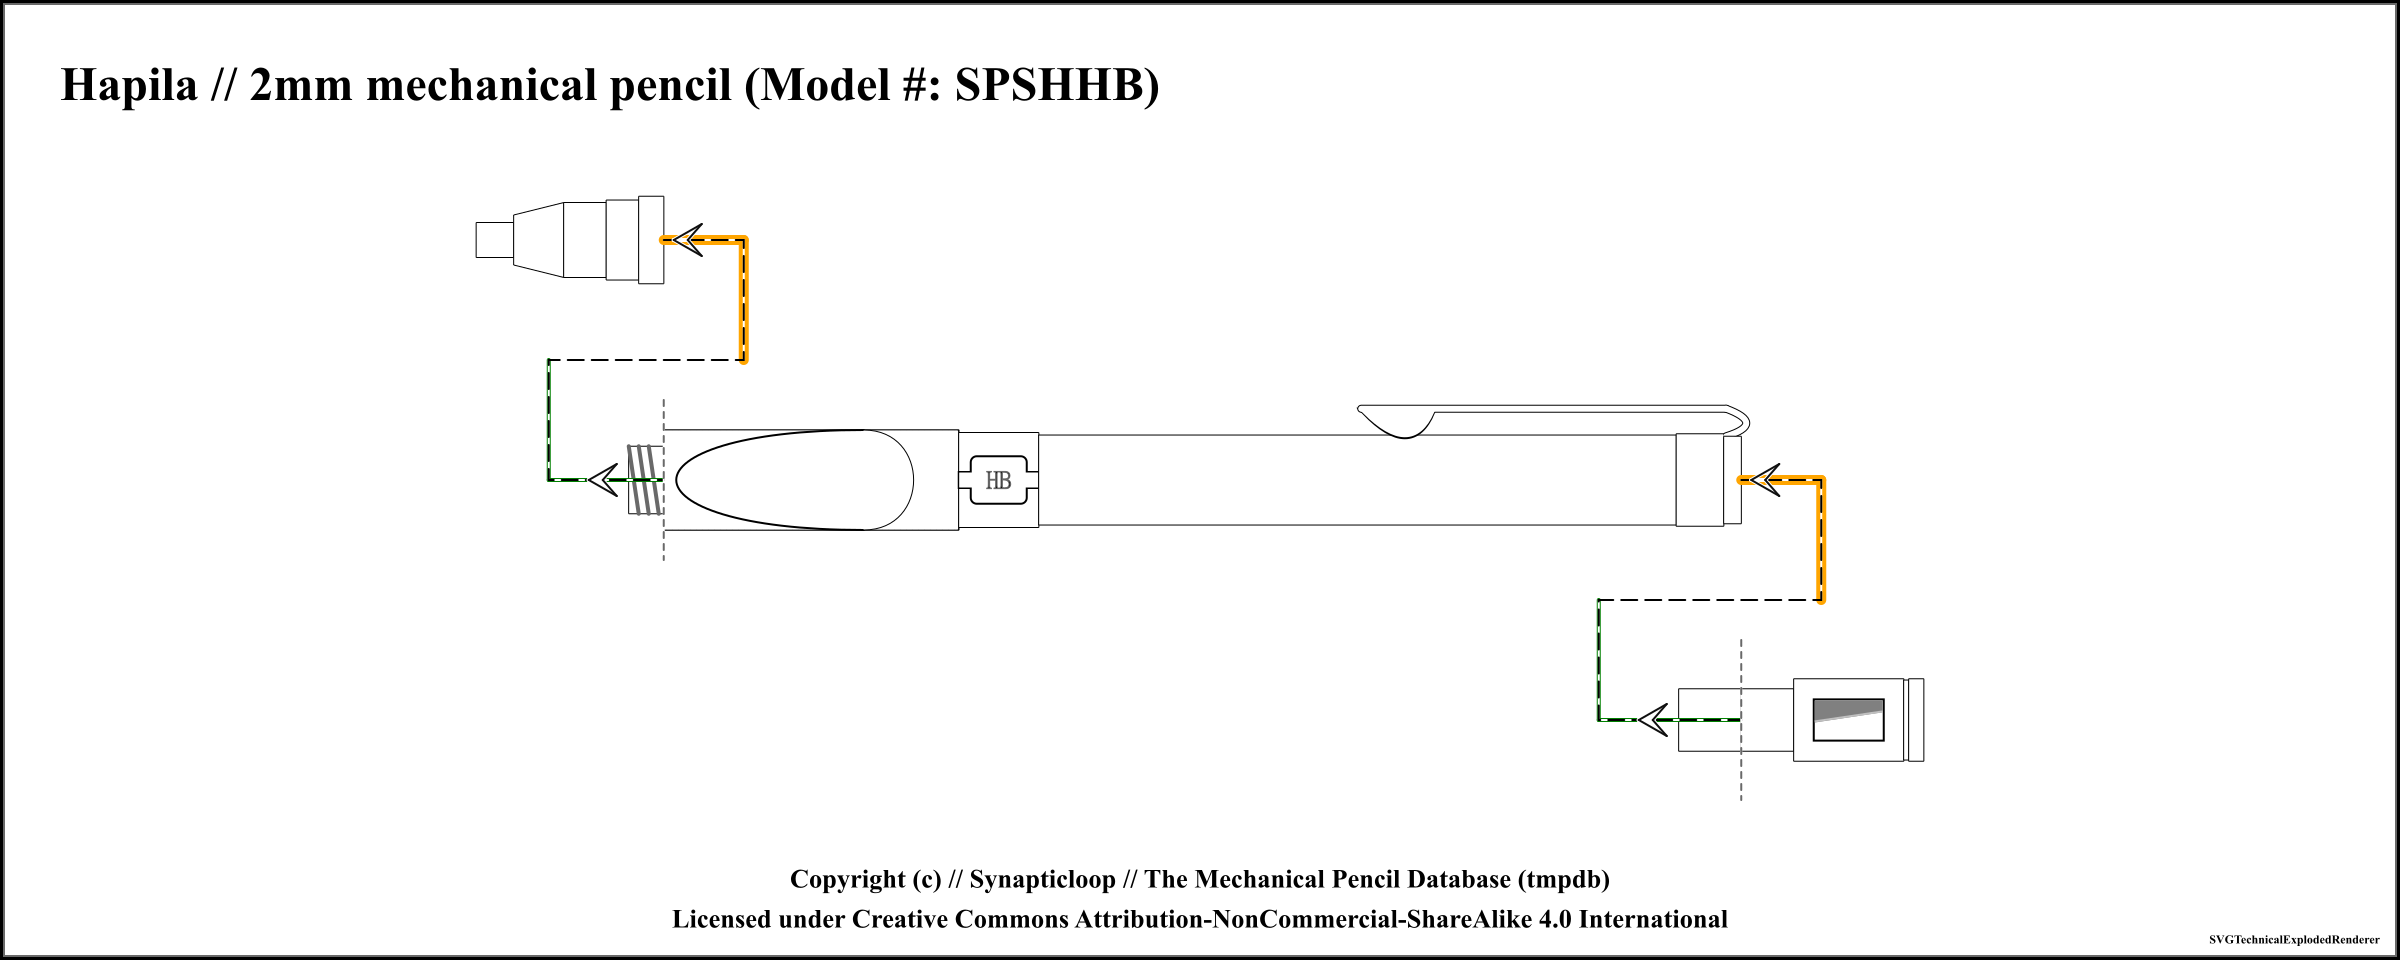 Hapila // 2mm mechanical pencil (Model #: SPSHHB)
HB
Copyright (c) // Synapticloop // The Mechanical Pencil Database (tmpdb)
Licensed under Creative Commons Attribution-NonCommercial-ShareAlike 4.0 International
SVGTechnicalExplodedRenderer